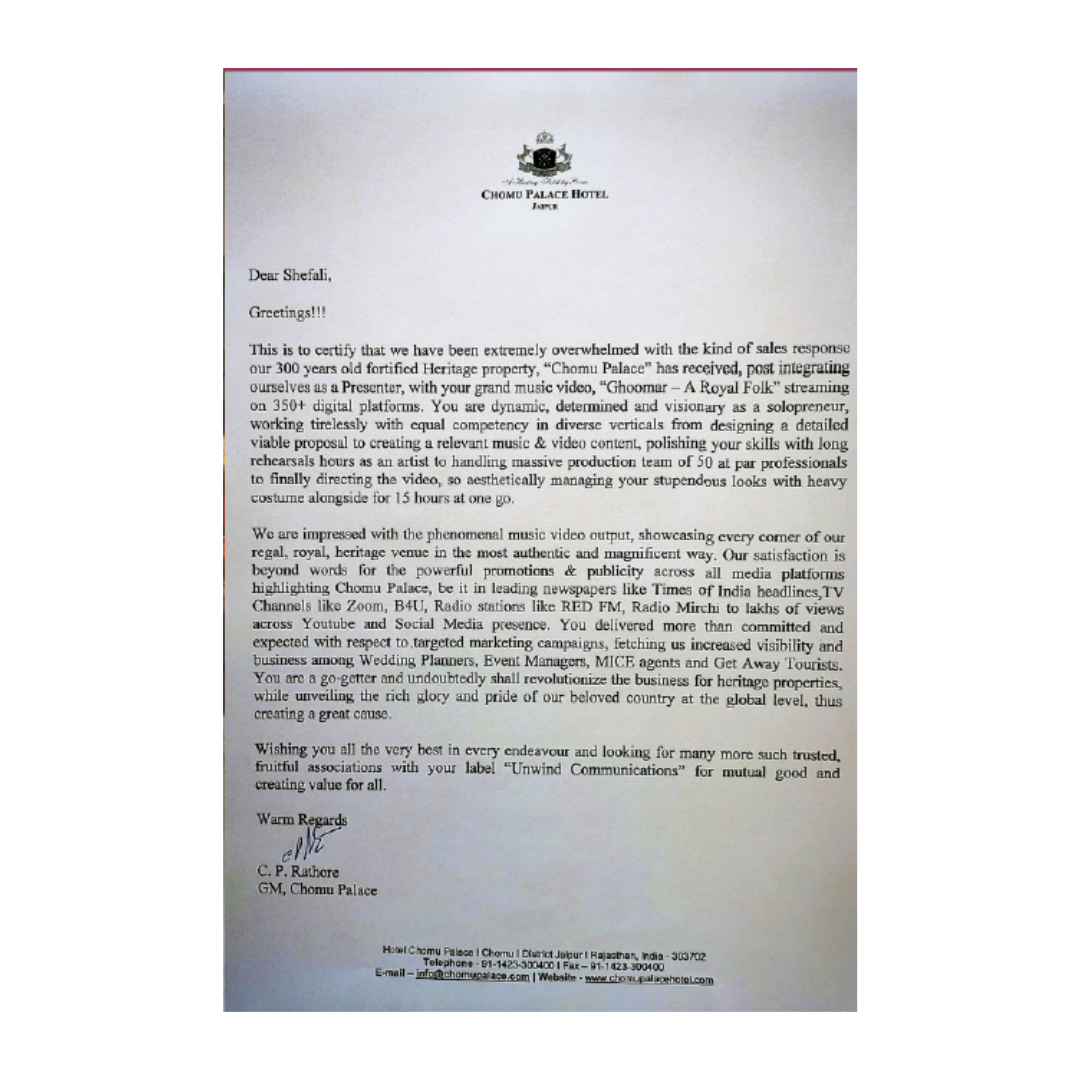 CHOMU PALACE HOTEL
JAIPUR
Dear Shefali,
Greetings!!!
This is to certify that we have been extremely overwhelmed with the kind of sales response
our 300 years old fortified Heritage property, “Chomu Palace” has received, post integrating
ourselves as a Presenter, with your grand music video, “Ghoomar – A Royal Folk” streaming
on 350+ digital platforms. You are dynamic, determined and visionary as a solopreneur,
working tirelessly with equal competency in diverse verticals from designing a detailed
viable proposal to creating a relevant music & video content, polishing your skills with long
rehearsals hours as an artist to handling massive production team of 50 at par professionals
to finally directing the video, so aesthetically managing your stupendous looks with heavy
costume alongside for 15 hours at one go.
We are impressed with the phenomenal music video output, showcasing every corner of our
regal, royal, heritage venue in the most authentic and magnificent way. Our satisfaction is
beyond words for the powerful promotions & publicity across all media platforms
highlighting Chomu Palace, be it in leading newspapers like Times of India headlines,TV
Channels like Zoom, B4U, Radio stations like RED FM, Radio Mirchi to lakhs of views
across Youtube and Social Media presence. You delivered more than committed and
expected with respect to targeted marketing campaigns, fetching us increased visibility and
business among Wedding Planners, Event Managers, MICE agents and Get Away Tourists.
You are a go-getter and undoubtedly shall revolutionize the business for heritage properties,
while unveiling the rich glory and pride of our beloved country at the global level, thus
creating a great cause.
Wishing you all the very best in every endeavour and looking for many more such trusted,
fruitful associations with your label “Unwind Communications” for mutual good and
creating value for all.
Warm Regards
C. P. Rathore
GM, Chomu Palace
Hotel Chomu Palace I Chomu I District Jaipur I Rajasthan, India - 303702
Telephone - 91-1423-300400 I Fax – 91-1423-300400
E-mail – info@chomupalace.com | Website - www.chomupalacehotel.com